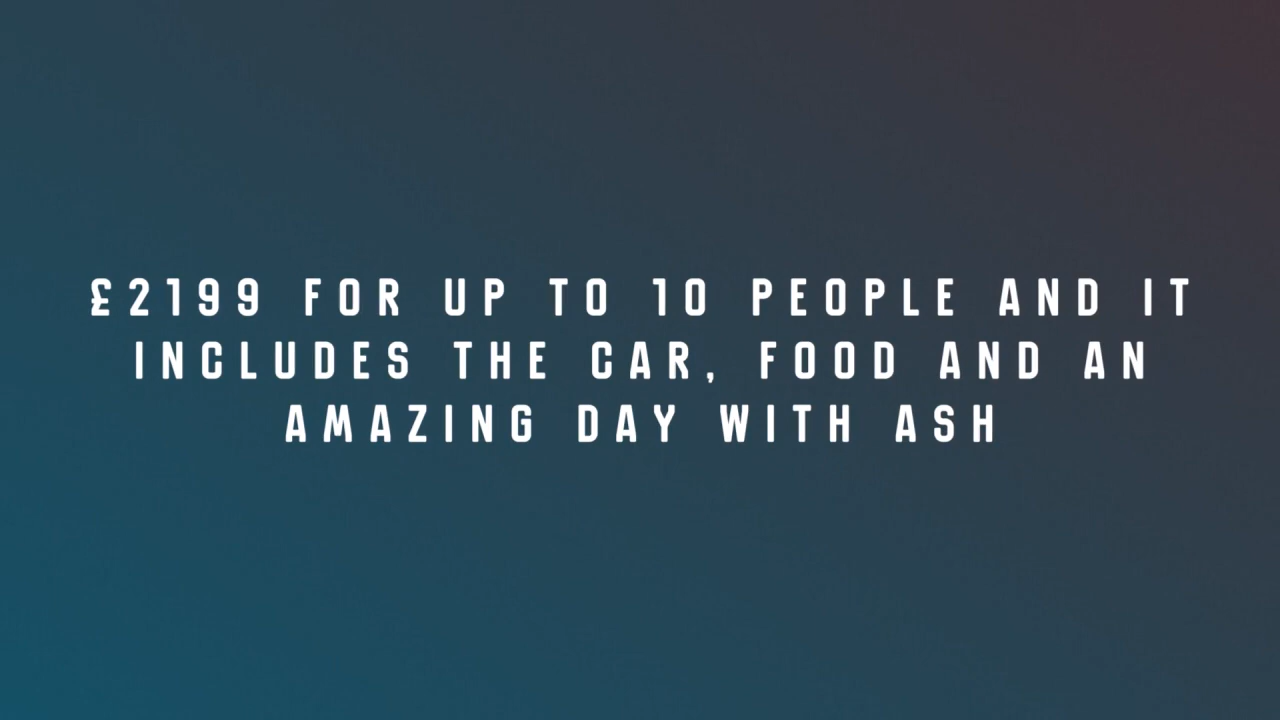 £2199 FOR UP TO 10 PEOPLE AND IT
INCLUDES THE CAR, FOOD AND AN
AMAZING DAY WITH ASH